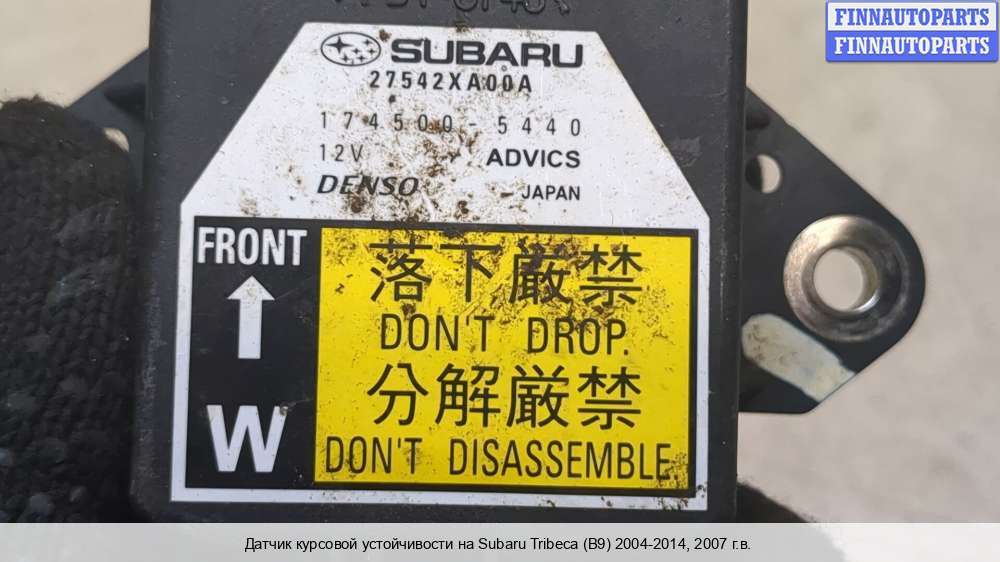 FINNAUTOPARTS
FINNAUTOPARTS
SUBARU
27542XA00A
174500-5440
12V ADVICS
DENSO JAPAN
FRONT
落下厳禁
DON'T DROP.
分解厳禁
W
DON'T DISASSEMBLE
Датчик курсовой устойчивости на Subaru Tribeca (B9) 2004-2014, 2007 г.в.